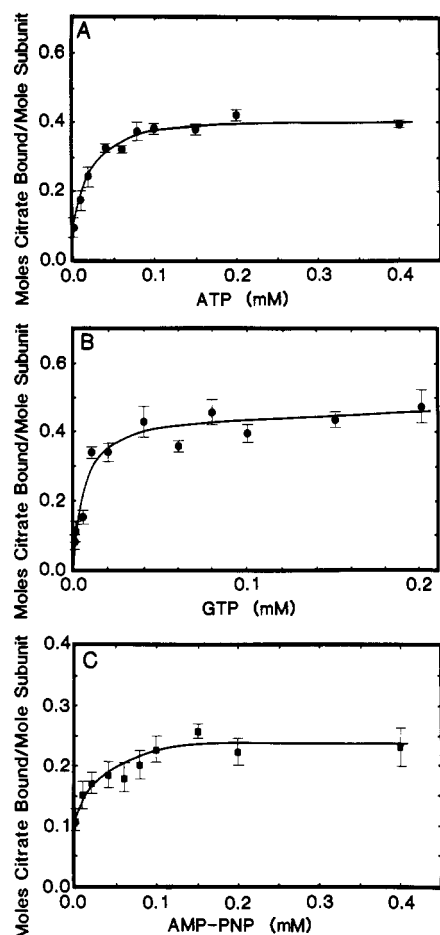 A
Moles Citrate Bound/Mole Subunit
0.6
0.4
0.2
0.0
0.0 0.1 0.2 0.3 0.4
ATP (mM)
B
Moles Citrate Bound/Mole Subunit
0.6
0.4
0.2
0.0
0.0 0.1 0.2
GTP (mM)
C
Moles Citrate Bound/Mole Subunit
0.4
0.3
0.2
0.1
0.0
0.0 0.1 0.2 0.3 0.4
AMP-PNP (mM)